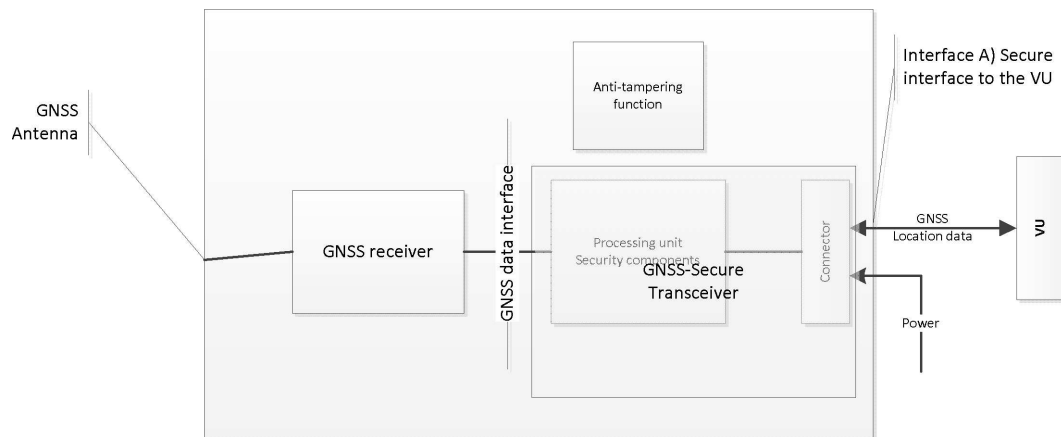 GNSS
Antenna
GNSS receiver
GNSS data interface
Anti-tampering
function
Processing unit
Security components
GNSS-Secure
Transceiver
Connector
Interface A) Secure
interface to the VU
GNSS
Location data
Power
VU